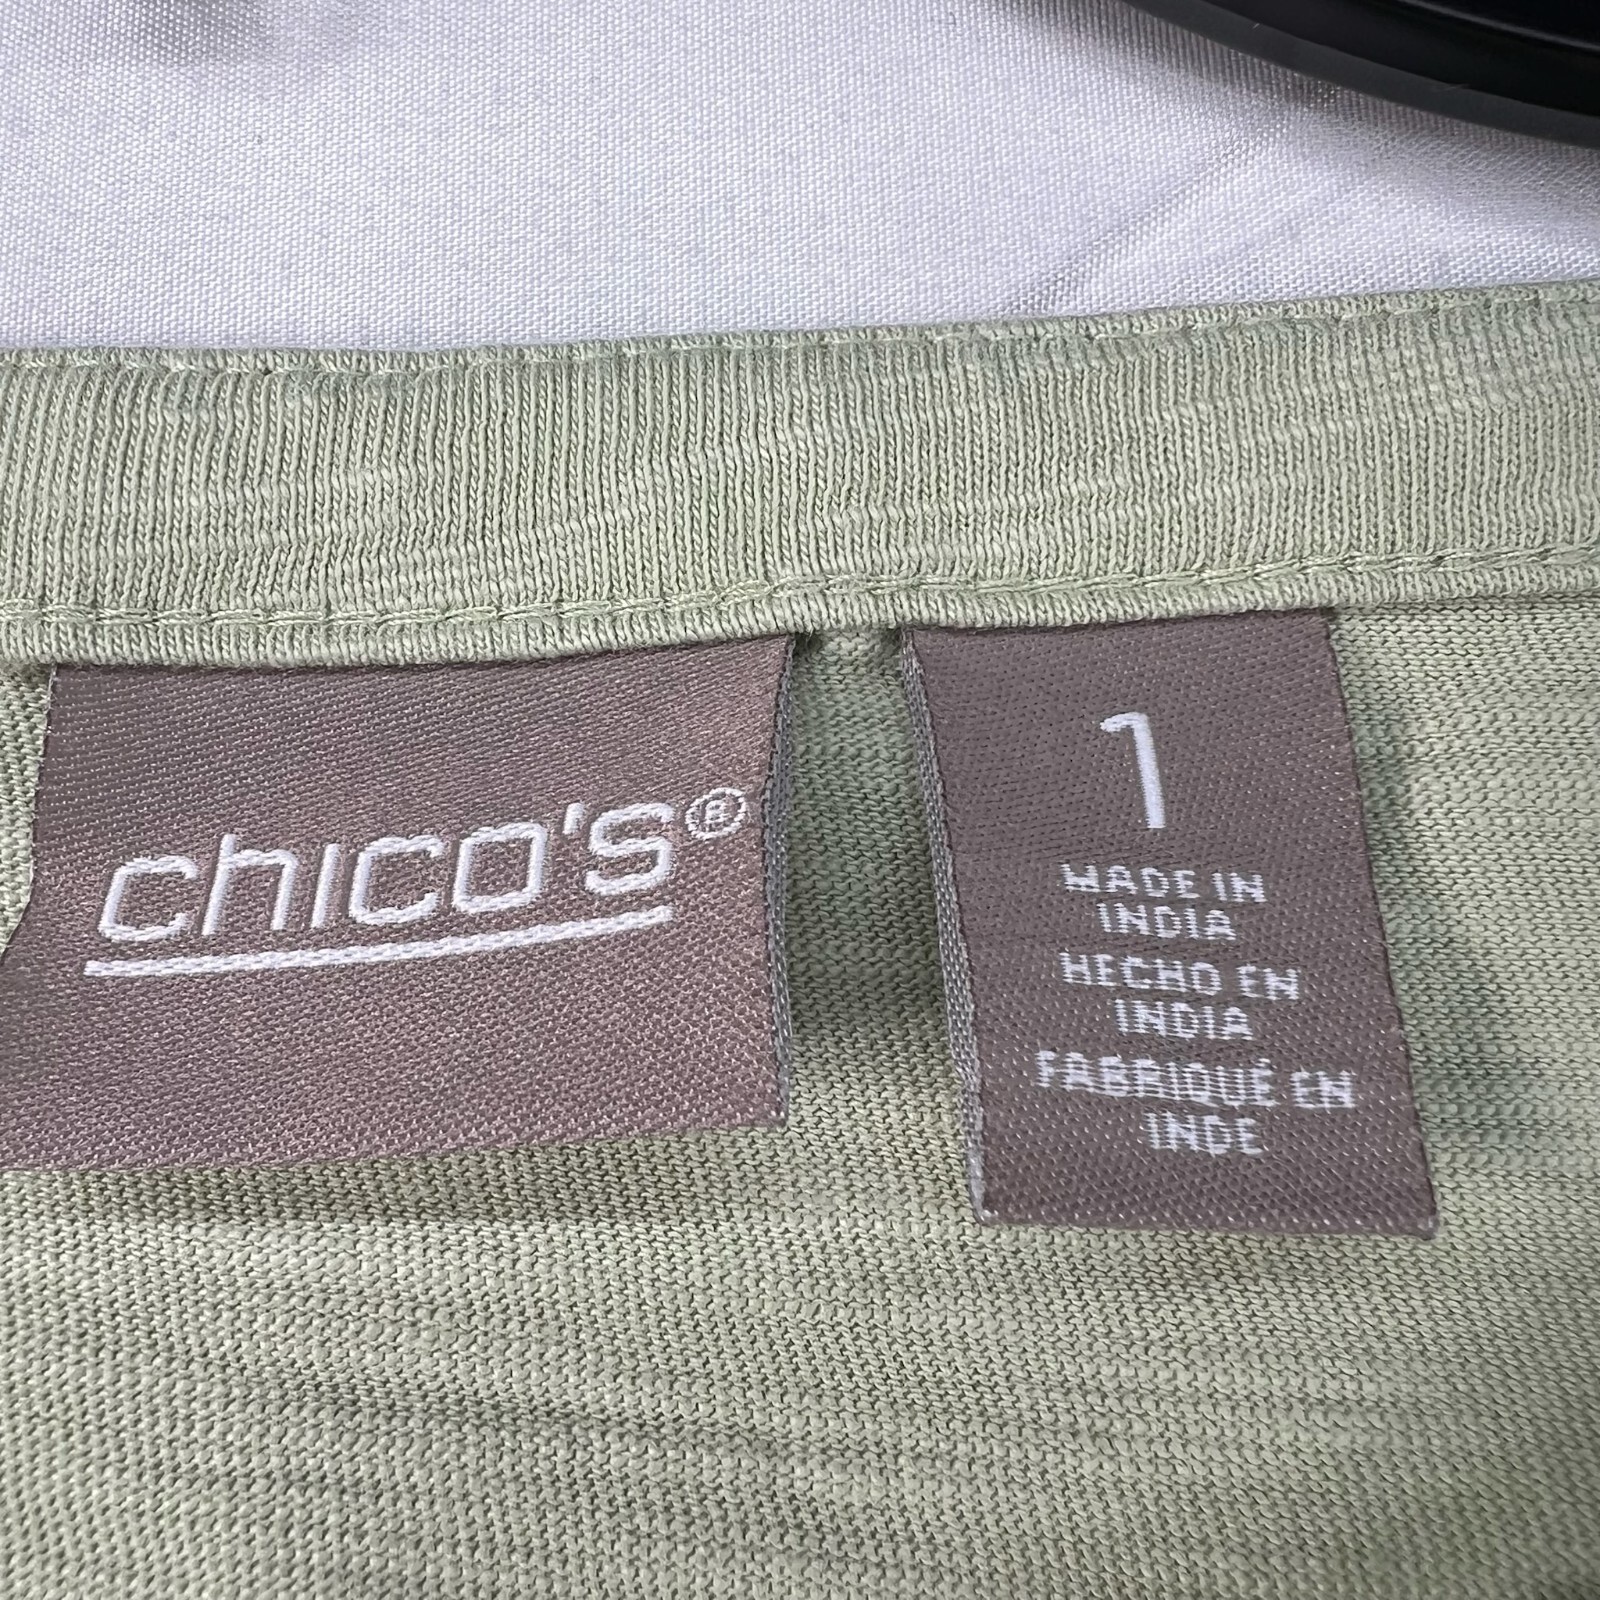 chico's®
1
MADE IN
INDIA
HECHO EN
INDIA
FABRIQUÉ EN
INDE